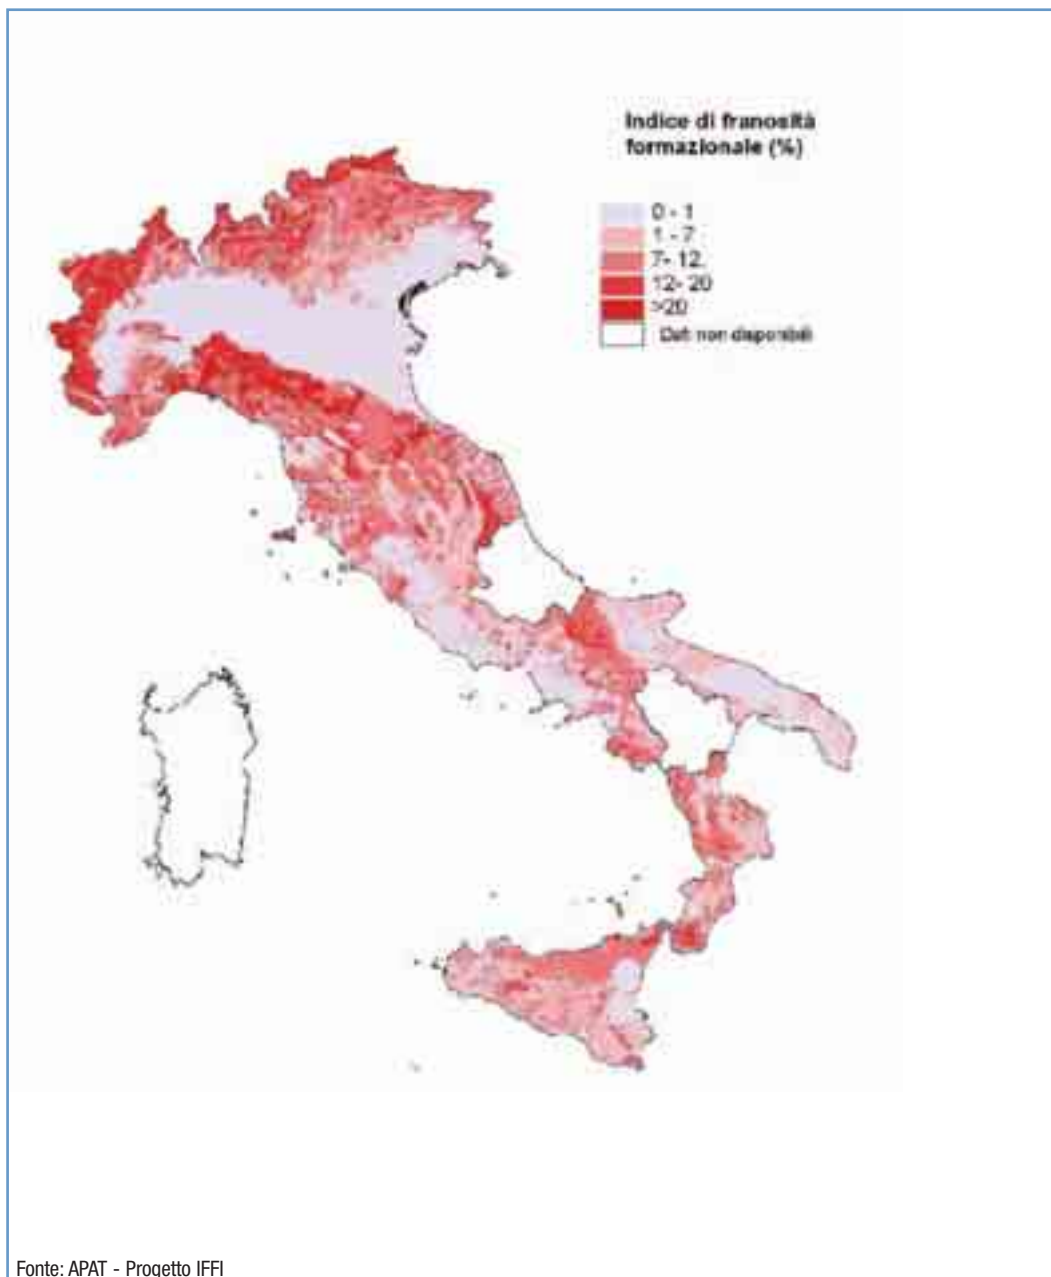 Indice di franosità
formazionale (%)
0 - 1
1 - 7
7- 12
12- 20
>20
Dati non disponibili
Fonte: APAT - Progetto IFFI